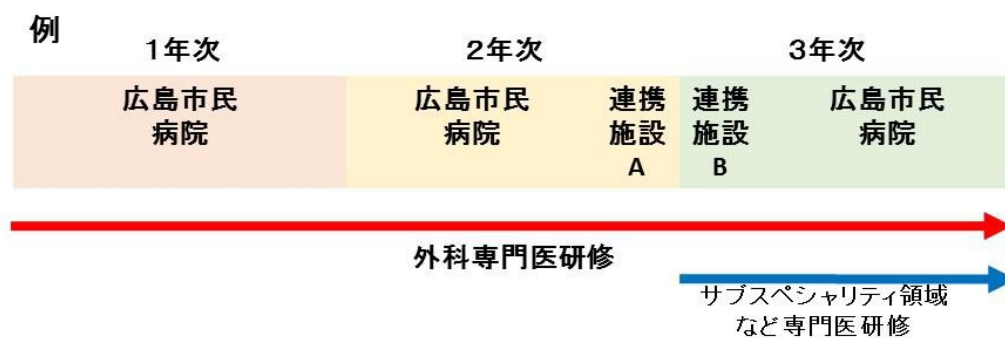 例
1年次
2年次
3年次
広島市民
病院
広島市民
病院
連携
施設
A
連携
施設
B
広島市民
病院
外科専門医研修
サブスペシャリティ領域
など専門医研修